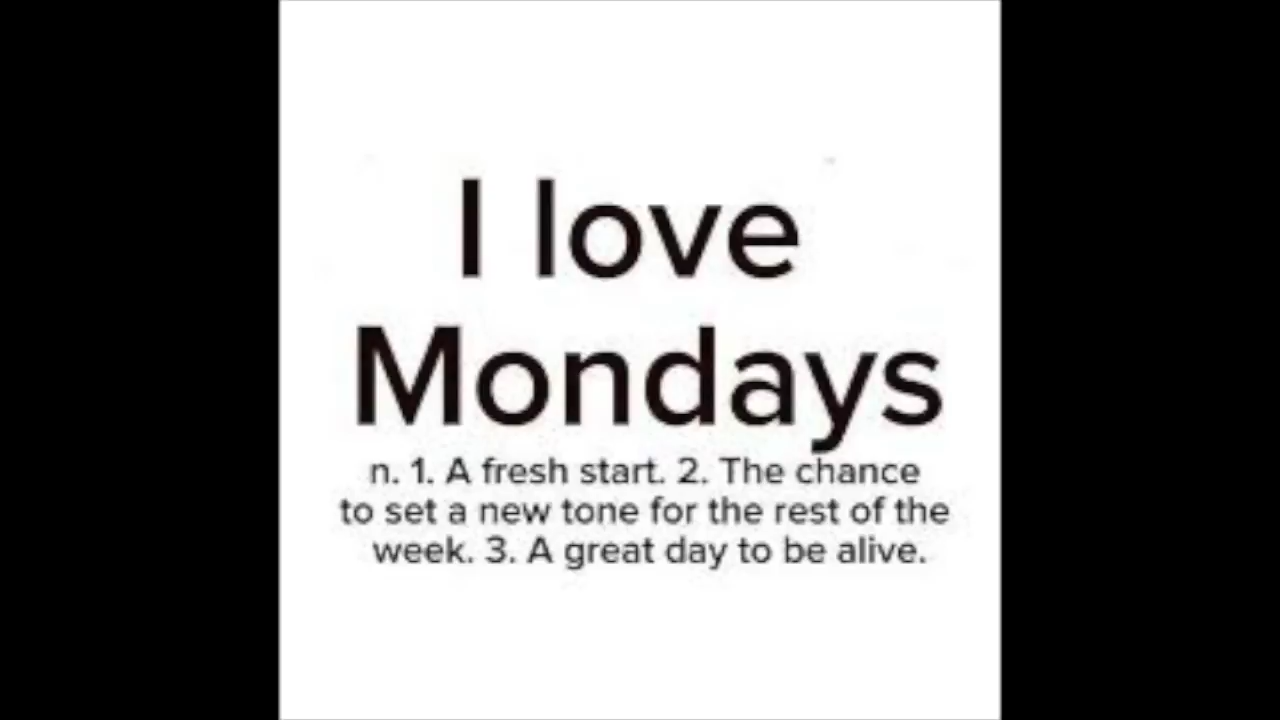 I love
Mondays
n. 1. A fresh start. 2. The chance
to set a new tone for the rest of the
week. 3. A great day to be alive.